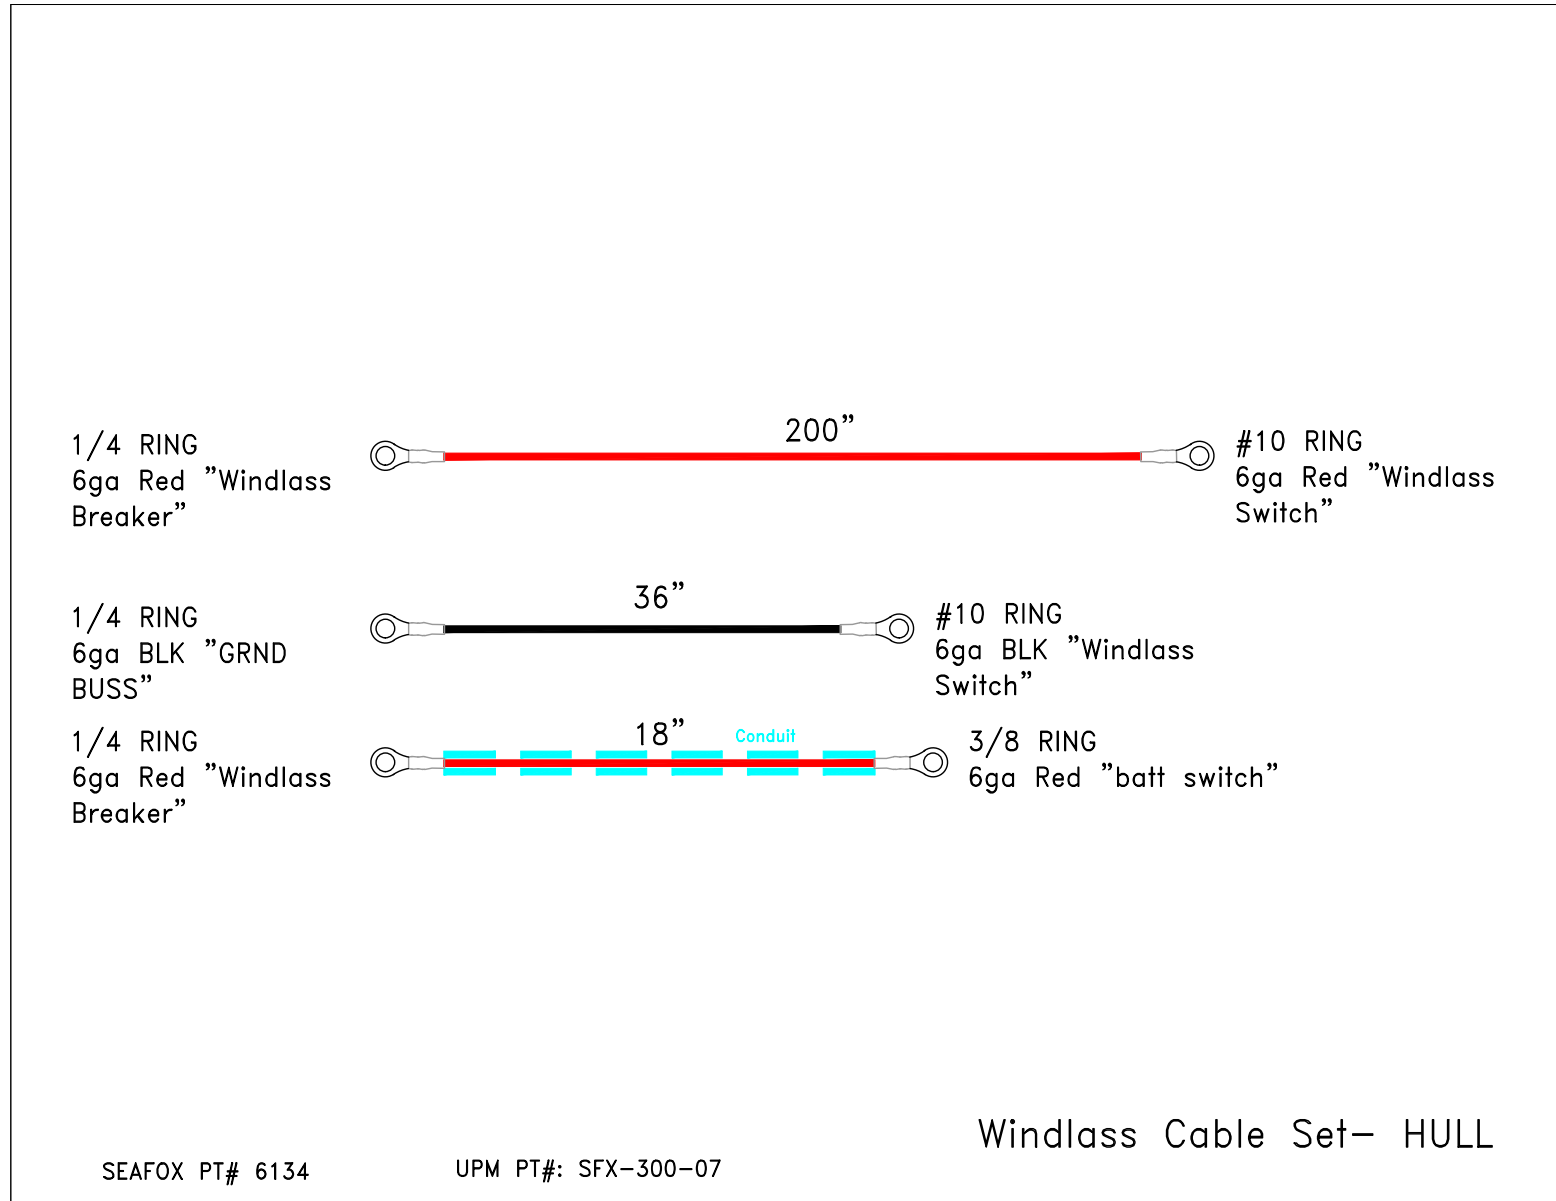 200”
1/4 RING
6ga Red ”Windlass
Breaker”
#10 RING
6ga Red ”Windlass
Switch”
36”
1/4 RING
6ga BLK ”GRND
BUSS”
#10 RING
6ga BLK ”Windlass
Switch”
18”
Conduit
1/4 RING
6ga Red ”Windlass
Breaker”
3/8 RING
6ga Red ”batt switch”
Windlass Cable Set– HULL
SEAFOX PT# 6134
UPM PT#: SFX–300–07